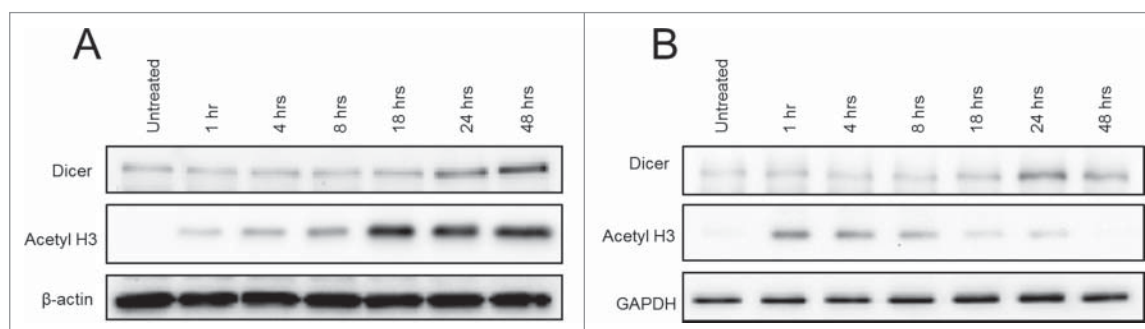 A
Untreated
1 hr
4 hrs
8 hrs
18 hrs
24 hrs
48 hrs
Dicer
Acetyl H3
β-actin
B
Untreated
1 hr
4 hrs
8 hrs
18 hrs
24 hrs
48 hrs
Dicer
Acetyl H3
GAPDH